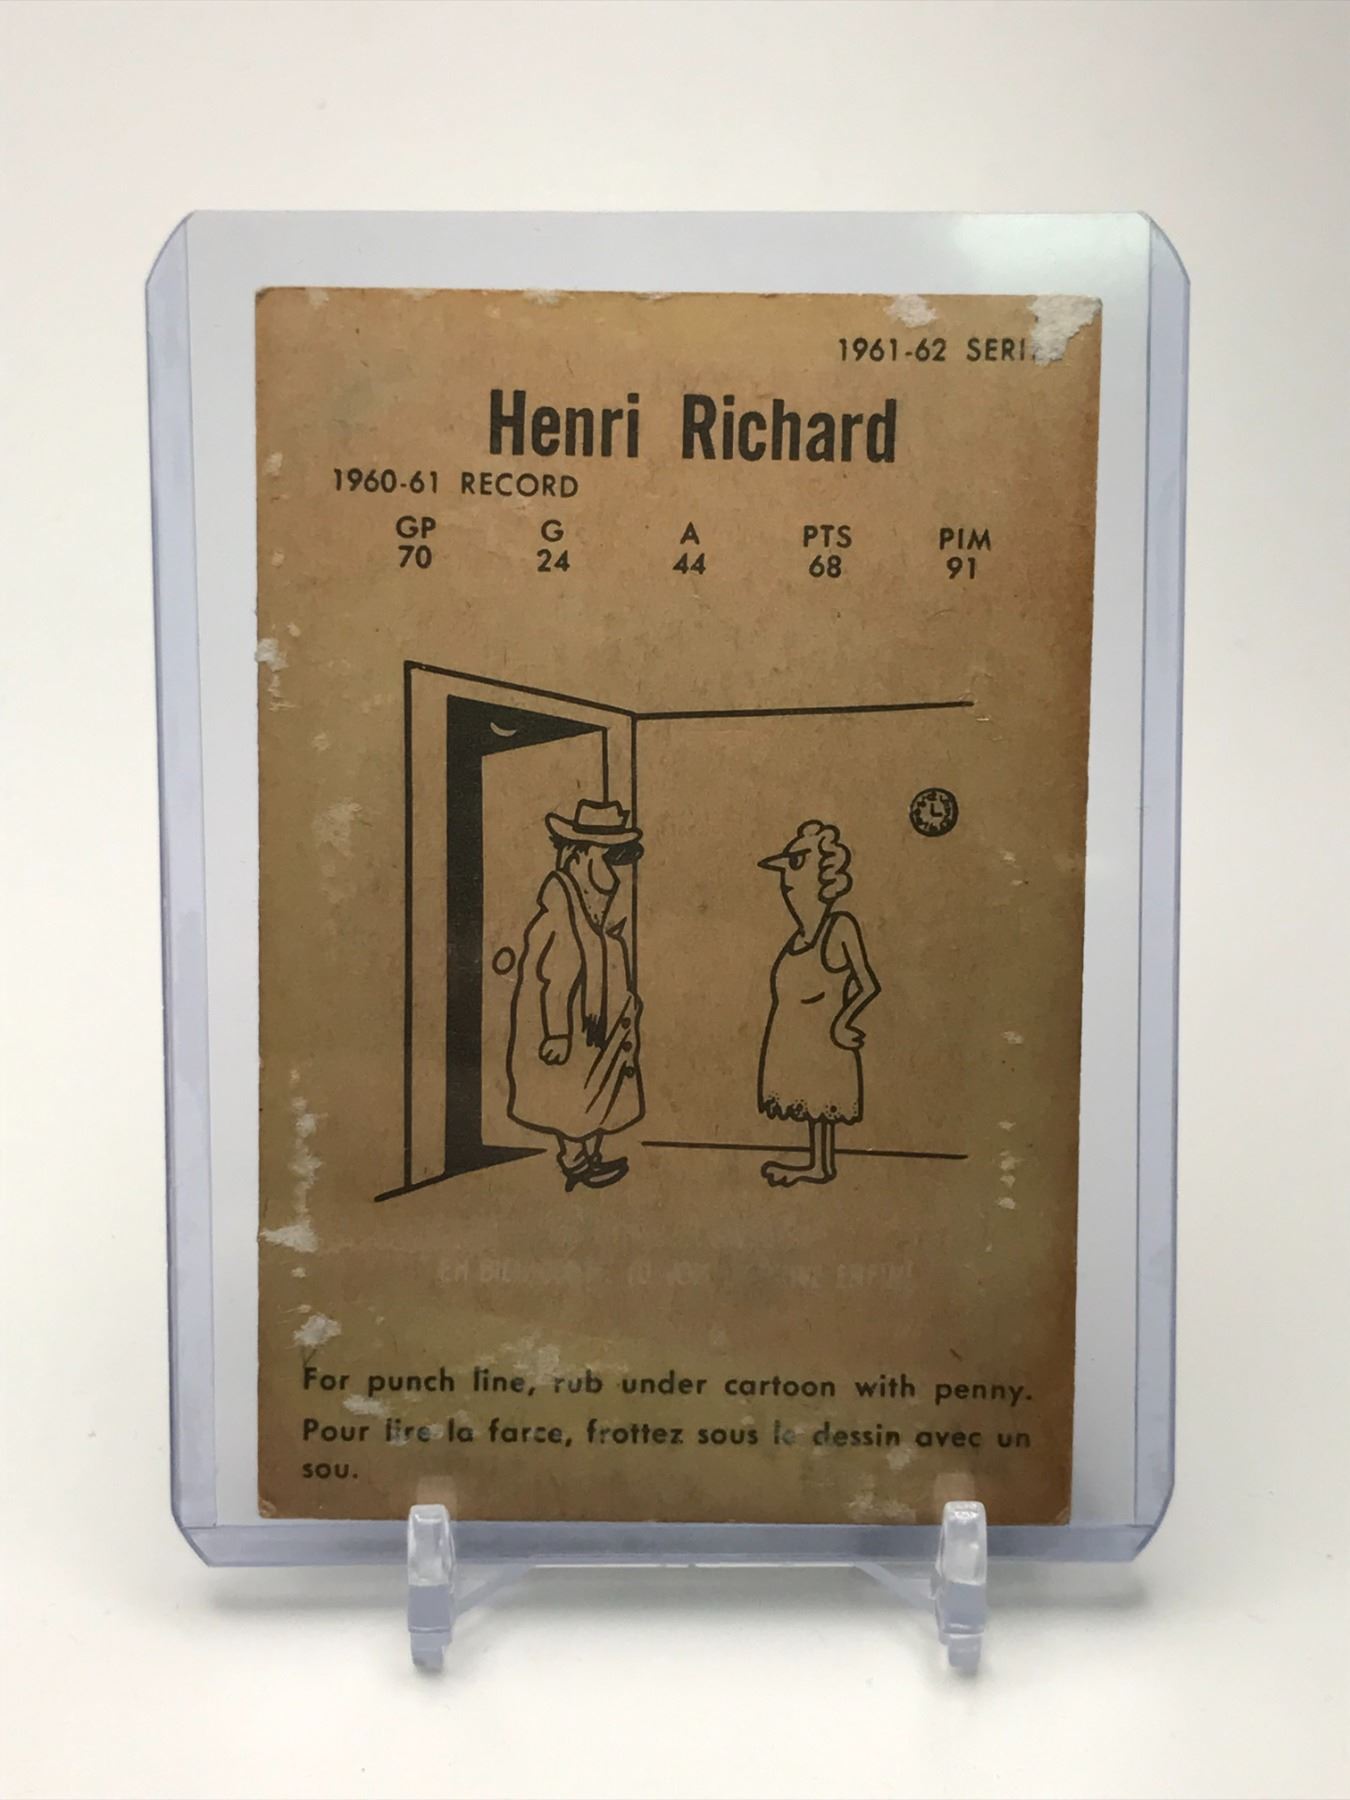 1961-62 SERI
Henri Richard
1960-61 RECORD
GP G A PTS PIM
70 24 44 68 91
For punch line, rub under cartoon with penny.
Pour lire la farce, frottez sous le dessin avec un
sou.